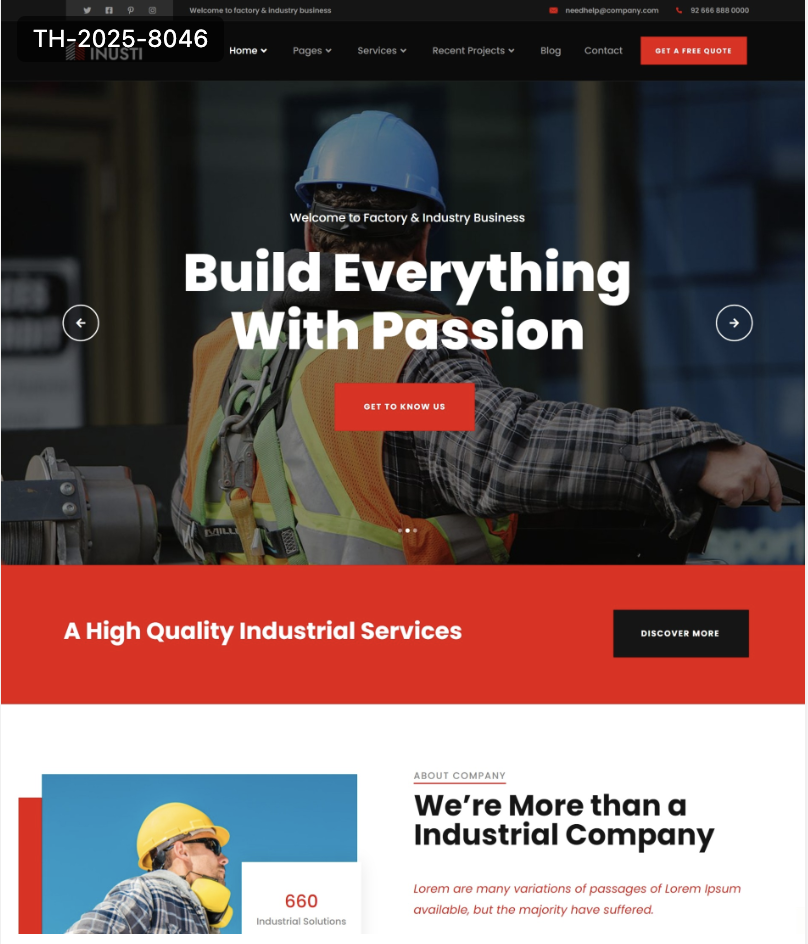 Welcome to factory & industry business
needhelp@company.com
92 666 888 0000
TH-2025-8046
INUSTI
Home
Pages
Services
Recent Projects
Blog
Contact
GET A FREE QUOTE
Welcome to Factory & Industry Business
Build Everything
With Passion
GET TO KNOW US
A High Quality Industrial Services
DISCOVER MORE
ABOUT COMPANY
We’re More than a
Industrial Company
Lorem are many variations of passages of Lorem Ipsum
available, but the majority have suffered.
660
Industrial Solutions